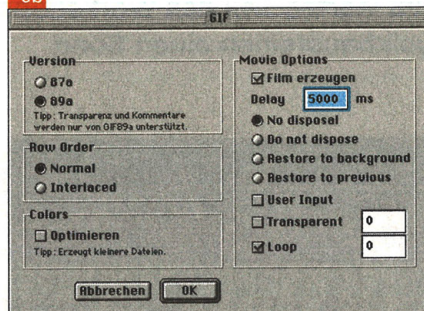 GIF
Version
87a
89a
Tipp: Transparenz und Kommentare
werden nur von GIF89a unterstützt.
Row Order
Normal
Interlaced
Colors
Optimieren
Tipp: Erzeugt kleinere Dateien.
Abbrechen
OK
Movie Options
Film erzeugen
Delay 5000 ms
No disposal
Do not dispose
Restore to background
Restore to previous
User Input
Transparent 0
Loop 0